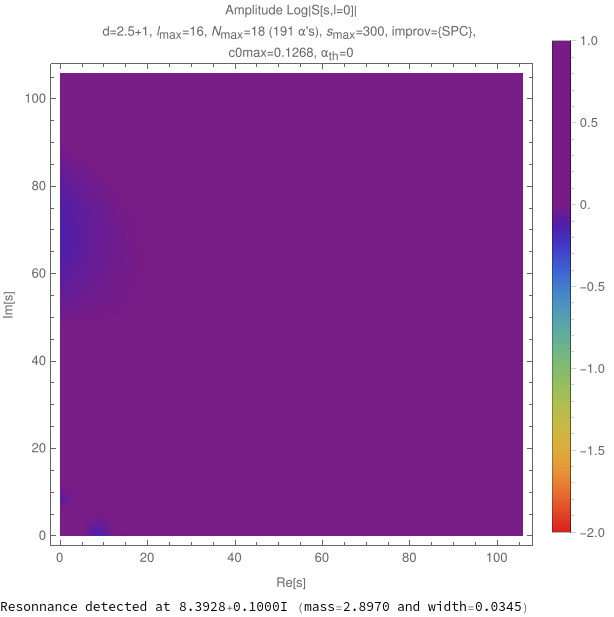 Amplitude Log|S[s,l=0]|
d=2.5+1, lmax=16, Nmax=18 (191 α's), smax=300, improv={SPC},
c0max=0.1268, αth=0
100
80
60
40
20
0
Im[s]
0 20 40 60 80 100
Re[s]
1.0
0.5
0.
−0.5
−1.0
−1.5
−2.0
Resonnance detected at 8.3928+0.1000I (mass=2.8970 and width=0.0345)